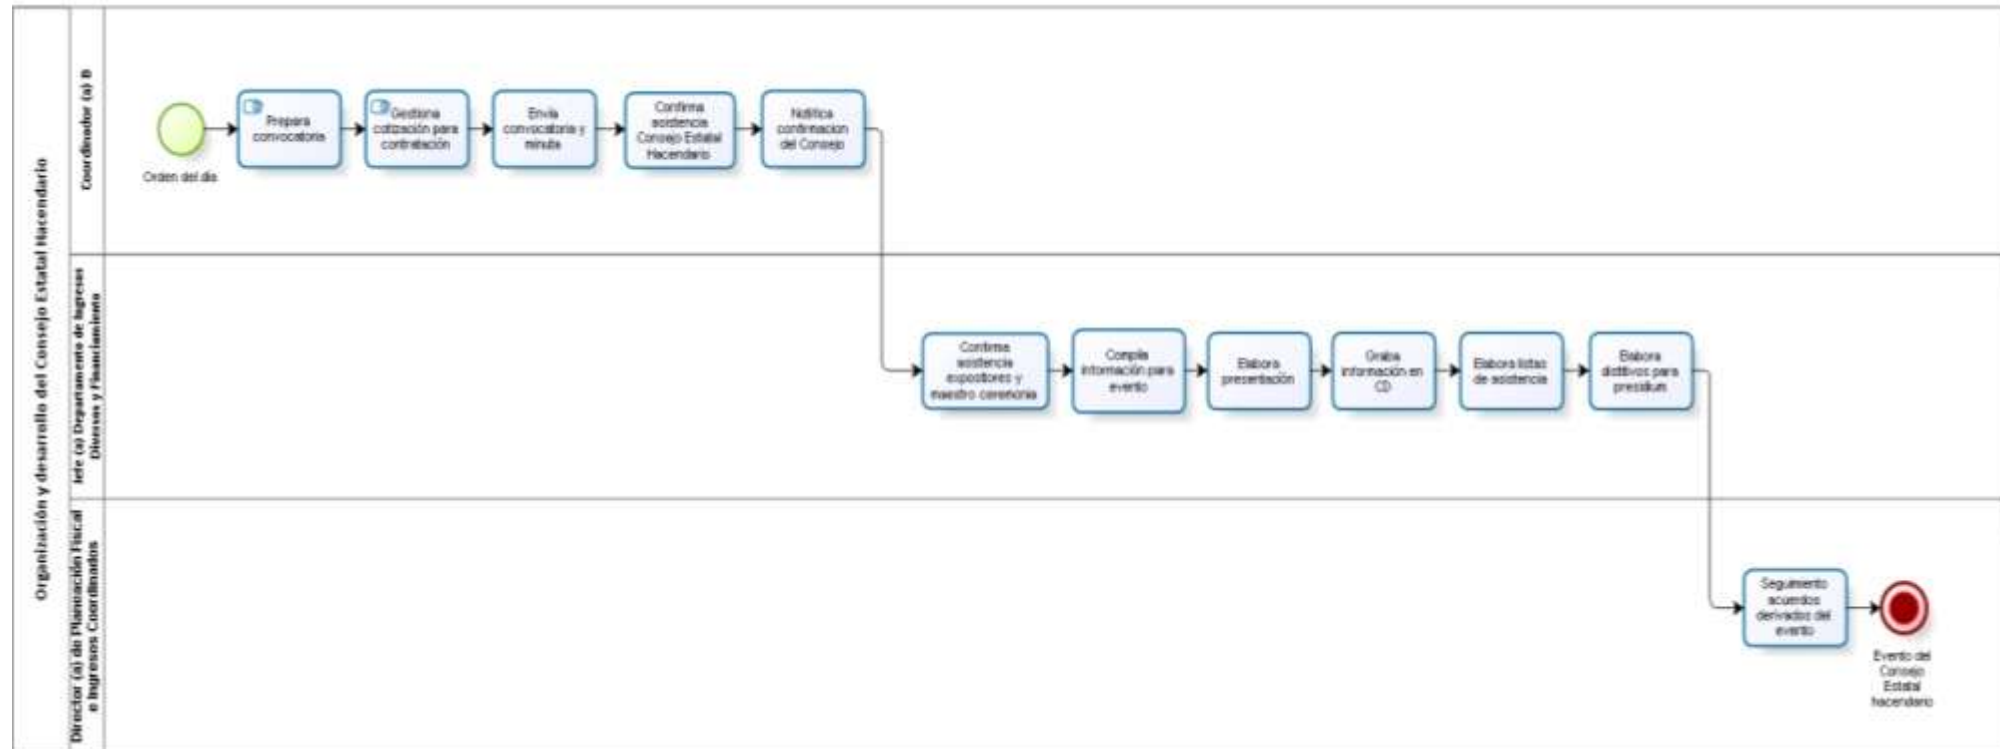 Organización y desarrollo del Consejo Estatal Hacendario
Coordinador (a) B
Orden del dia
Prepara
convocatoria
Gestiona
cotización para
contratación
Envía
convocatoria y
minuta
Confirma
asistencia
Consejo Estatal
Hacendario
Notifica
confirmacion
del Consejo
Jefe (a) Departamento de Ingresos
Diversos y Financiamiento
Confirma
asistencia
expositores y
maestro ceremonia
Compila
información para
evento
Elabora
presentación
Graba
información en
CD
Elabora listas
de asistencia
Elabora
para
presidium
Director (a) de Planeación Fiscal
e Ingresos Coordinados
Seguimiento
acuerdos
derivados del
evento
Evento del
Consejo
Estatal
hacendario